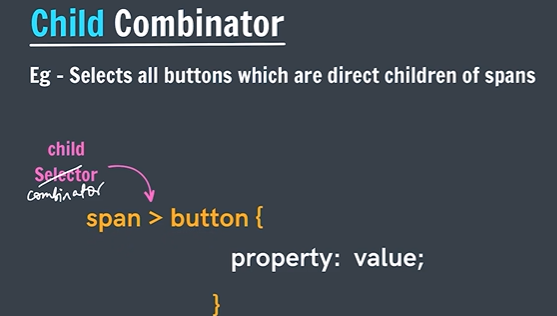 Child Combinator
Eg - Selects all buttons which are direct children of spans
child
Selector
combinator
span > button {
property: value;
}